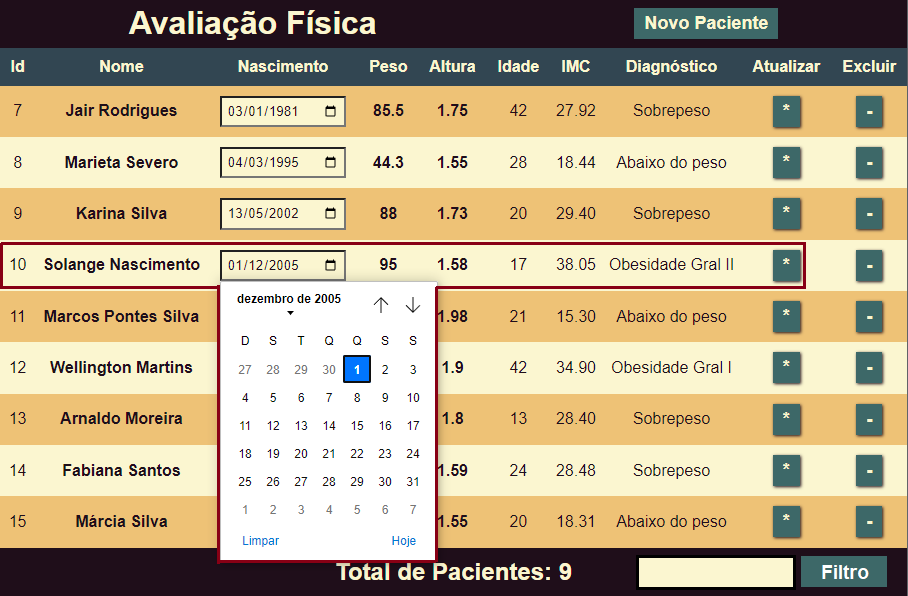 Avaliação Física Novo Paciente
Id Nome Nascimento Peso Altura Idade IMC Diagnóstico Atualizar Excluir
7 Jair Rodrigues 03/01/1981 85.5 1.75 42 27.92 Sobrepeso * -
8 Marieta Severo 04/03/1995 44.3 1.55 28 18.44 Abaixo do peso * -
9 Karina Silva 13/05/2002 88 1.73 20 29.40 Sobrepeso * -
10 Solange Nascimento 01/12/2005 95 1.58 17 38.05 Obesidade Gral II * -
11 Marcos Pontes Silva 1.98 21 15.30 Abaixo do peso * -
12 Wellington Martins 1.9 42 34.90 Obesidade Gral I * -
13 Arnaldo Moreira 1.8 13 28.40 Sobrepeso * -
14 Fabiana Santos 1.59 24 28.48 Sobrepeso * -
15 Márcia Silva 1.55 20 18.31 Abaixo do peso * -
dezembro de 2005
D S T Q Q S S
27 28 29 30 1 2 3
4 5 6 7 8 9 10
11 12 13 14 15 16 17
18 19 20 21 22 23 24
25 26 27 28 29 30 31
1 2 3 4 5 6 7
Limpar Hoje
Total de Pacientes: 9 Filtro